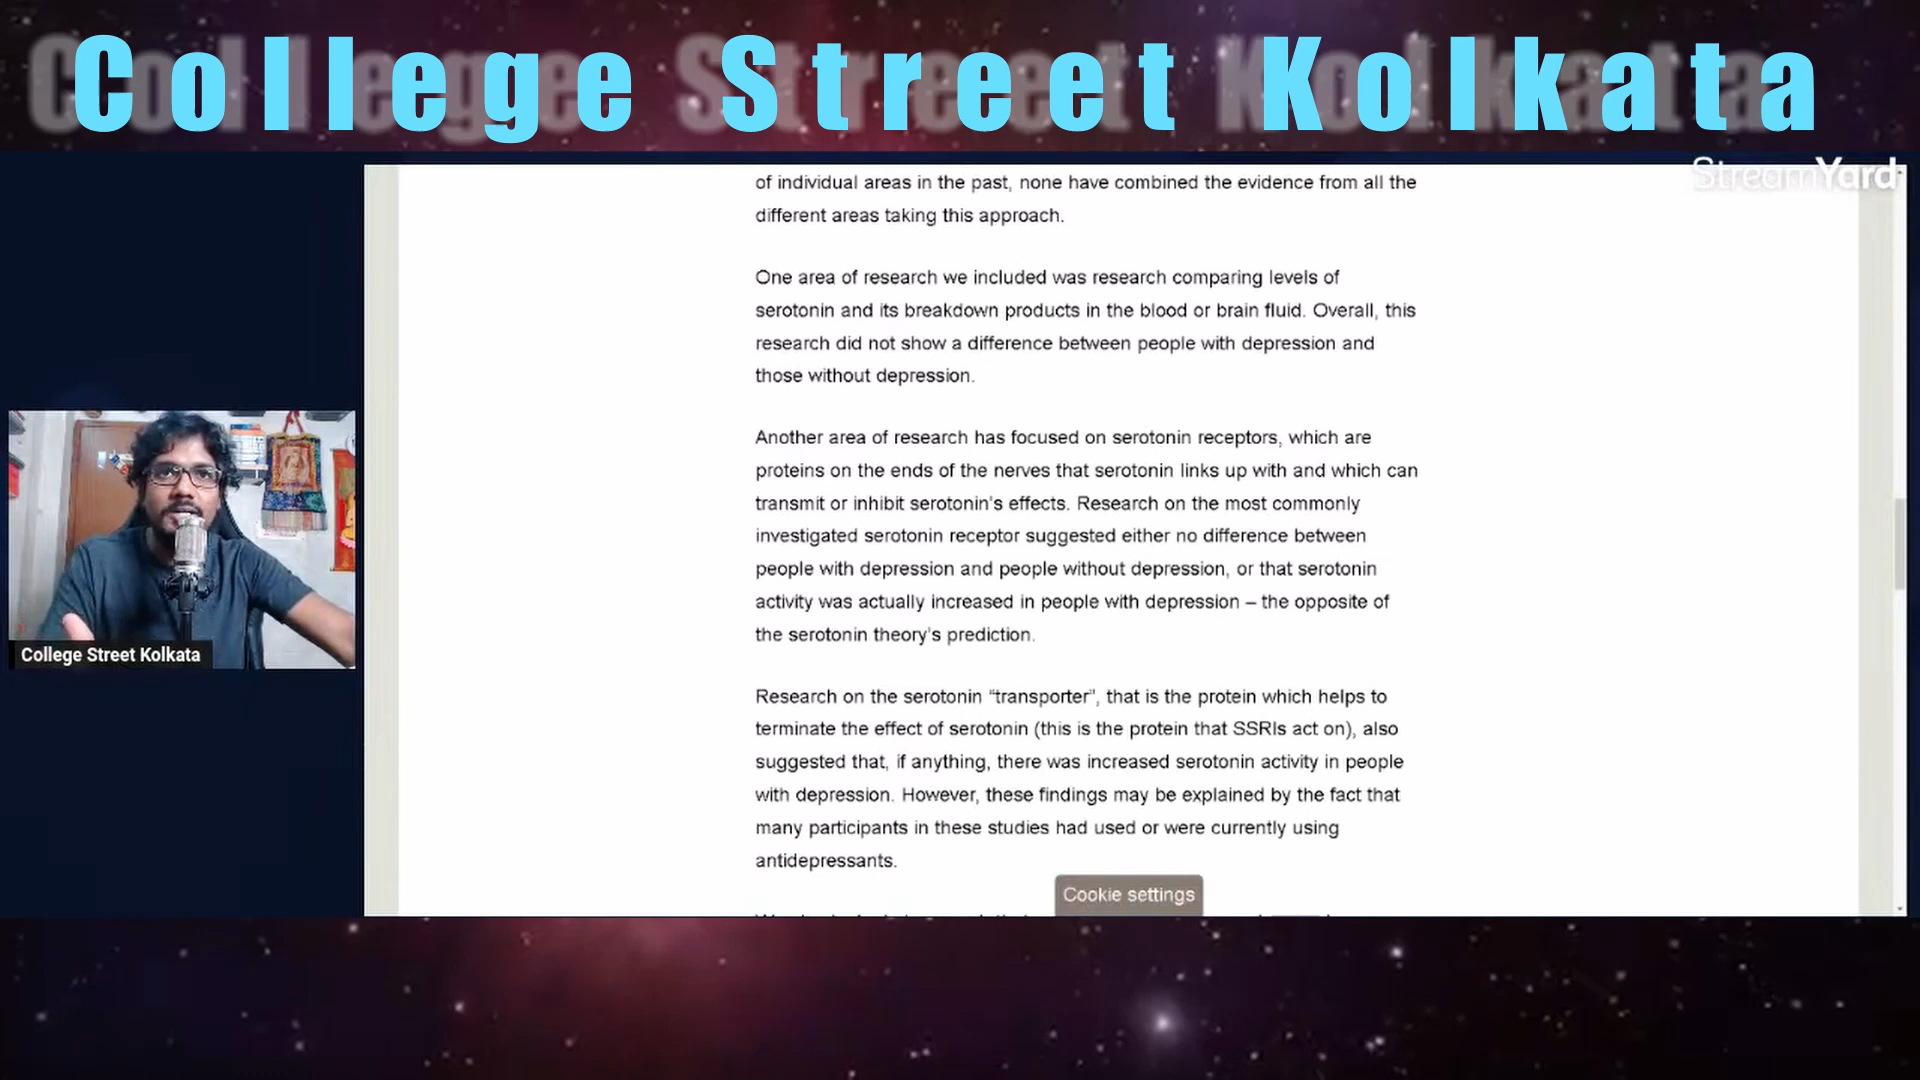 College Street Kolkata
StreamYard
of individual areas in the past, none have combined the evidence from all the
different areas taking this approach.
One area of research we included was research comparing levels of
serotonin and its breakdown products in the blood or brain fluid. Overall, this
research did not show a difference between people with depression and
those without depression.
Another area of research has focused on serotonin receptors, which are
proteins on the ends of the nerves that serotonin links up with and which can
transmit or inhibit serotonin's effects. Research on the most commonly
investigated serotonin receptor suggested either no difference between
people with depression and people without depression, or that serotonin
activity was actually increased in people with depression – the opposite of
the serotonin theory's prediction.
Research on the serotonin “transporter”, that is the protein which helps to
terminate the effect of serotonin (this is the protein that SSRIs act on), also
suggested that, if anything, there was increased serotonin activity in people
with depression. However, these findings may be explained by the fact that
many participants in these studies had used or were currently using
antidepressants.
Cookie settings
College Street Kolkata